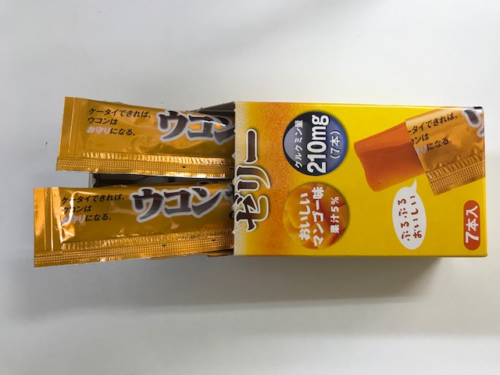 ケータイできれば、
ウコンは
お守りになる。
ウコン
ケータイできれば、
ウコンは
お守りになる。
ウコン
ゼリー
クルクミン量
210mg
(7本)
おいしい
マンゴー味
果汁5%
ぷるぷる
おいしい
7本入